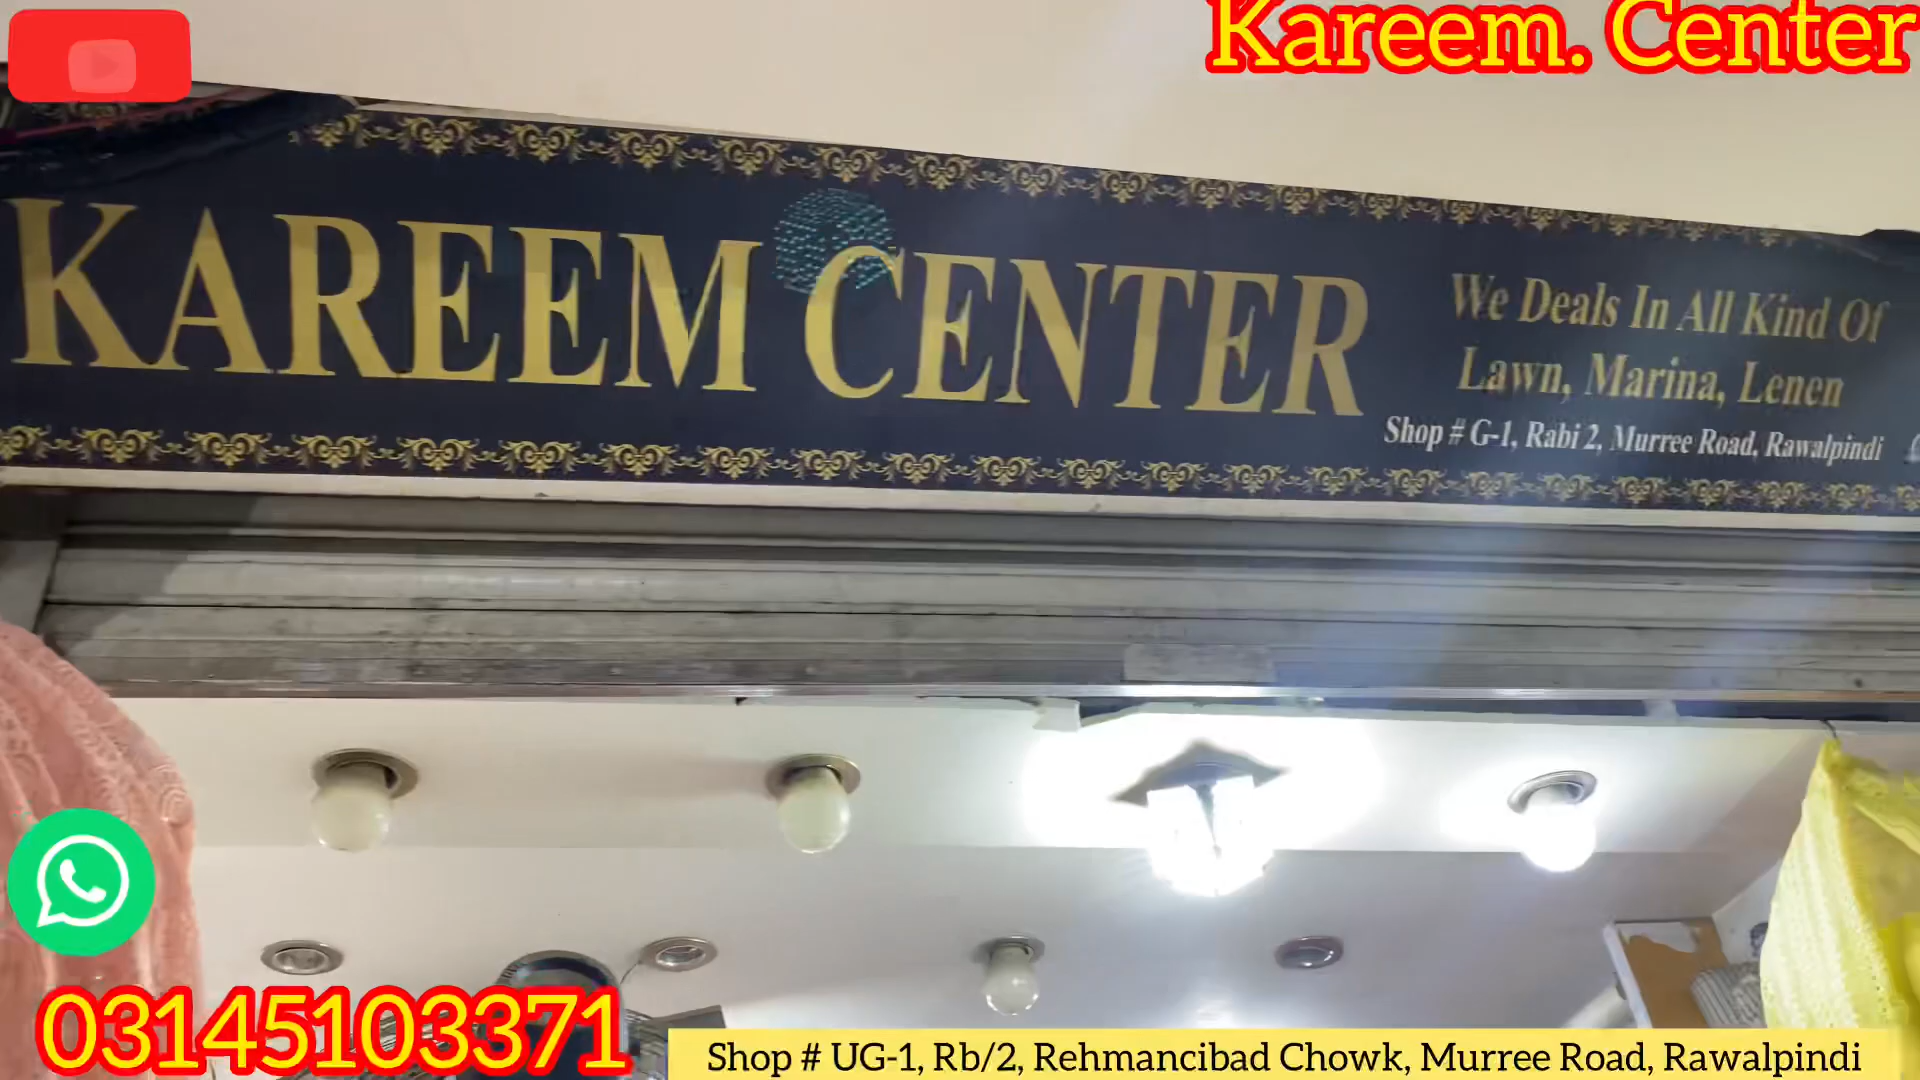 Kareem. Center
KAREEM CENTER
We Deals In All Kind Of
Lawn, Marina, Lenen
Shop # G-1, Rabi 2, Murree Road, Rawalpindi
03145103371
Shop # UG-1, Rb/2, Rehmancibad Chowk, Murree Road, Rawalpindi